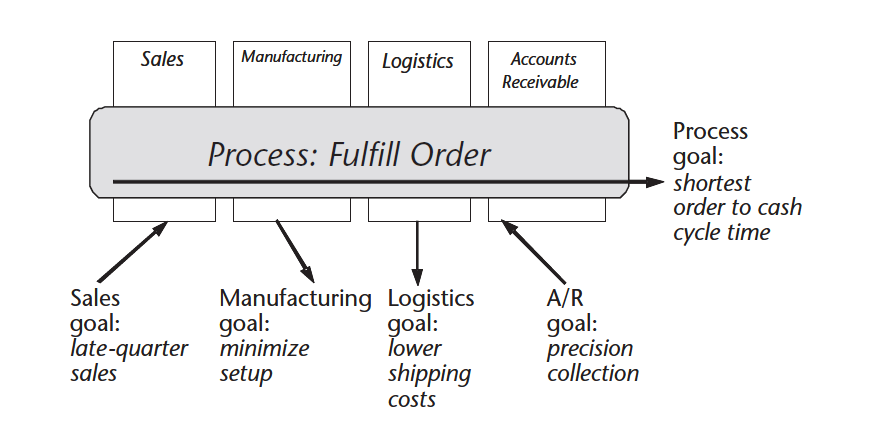 Sales
Manufacturing
Logistics
Accounts
Receivable
Process: Fulfill Order
Process
goal:
shortest
order to cash
cycle time
Sales
goal:
late-quarter
sales
Manufacturing
goal:
minimize
setup
Logistics
goal:
lower
shipping
costs
A/R
goal:
precision
collection